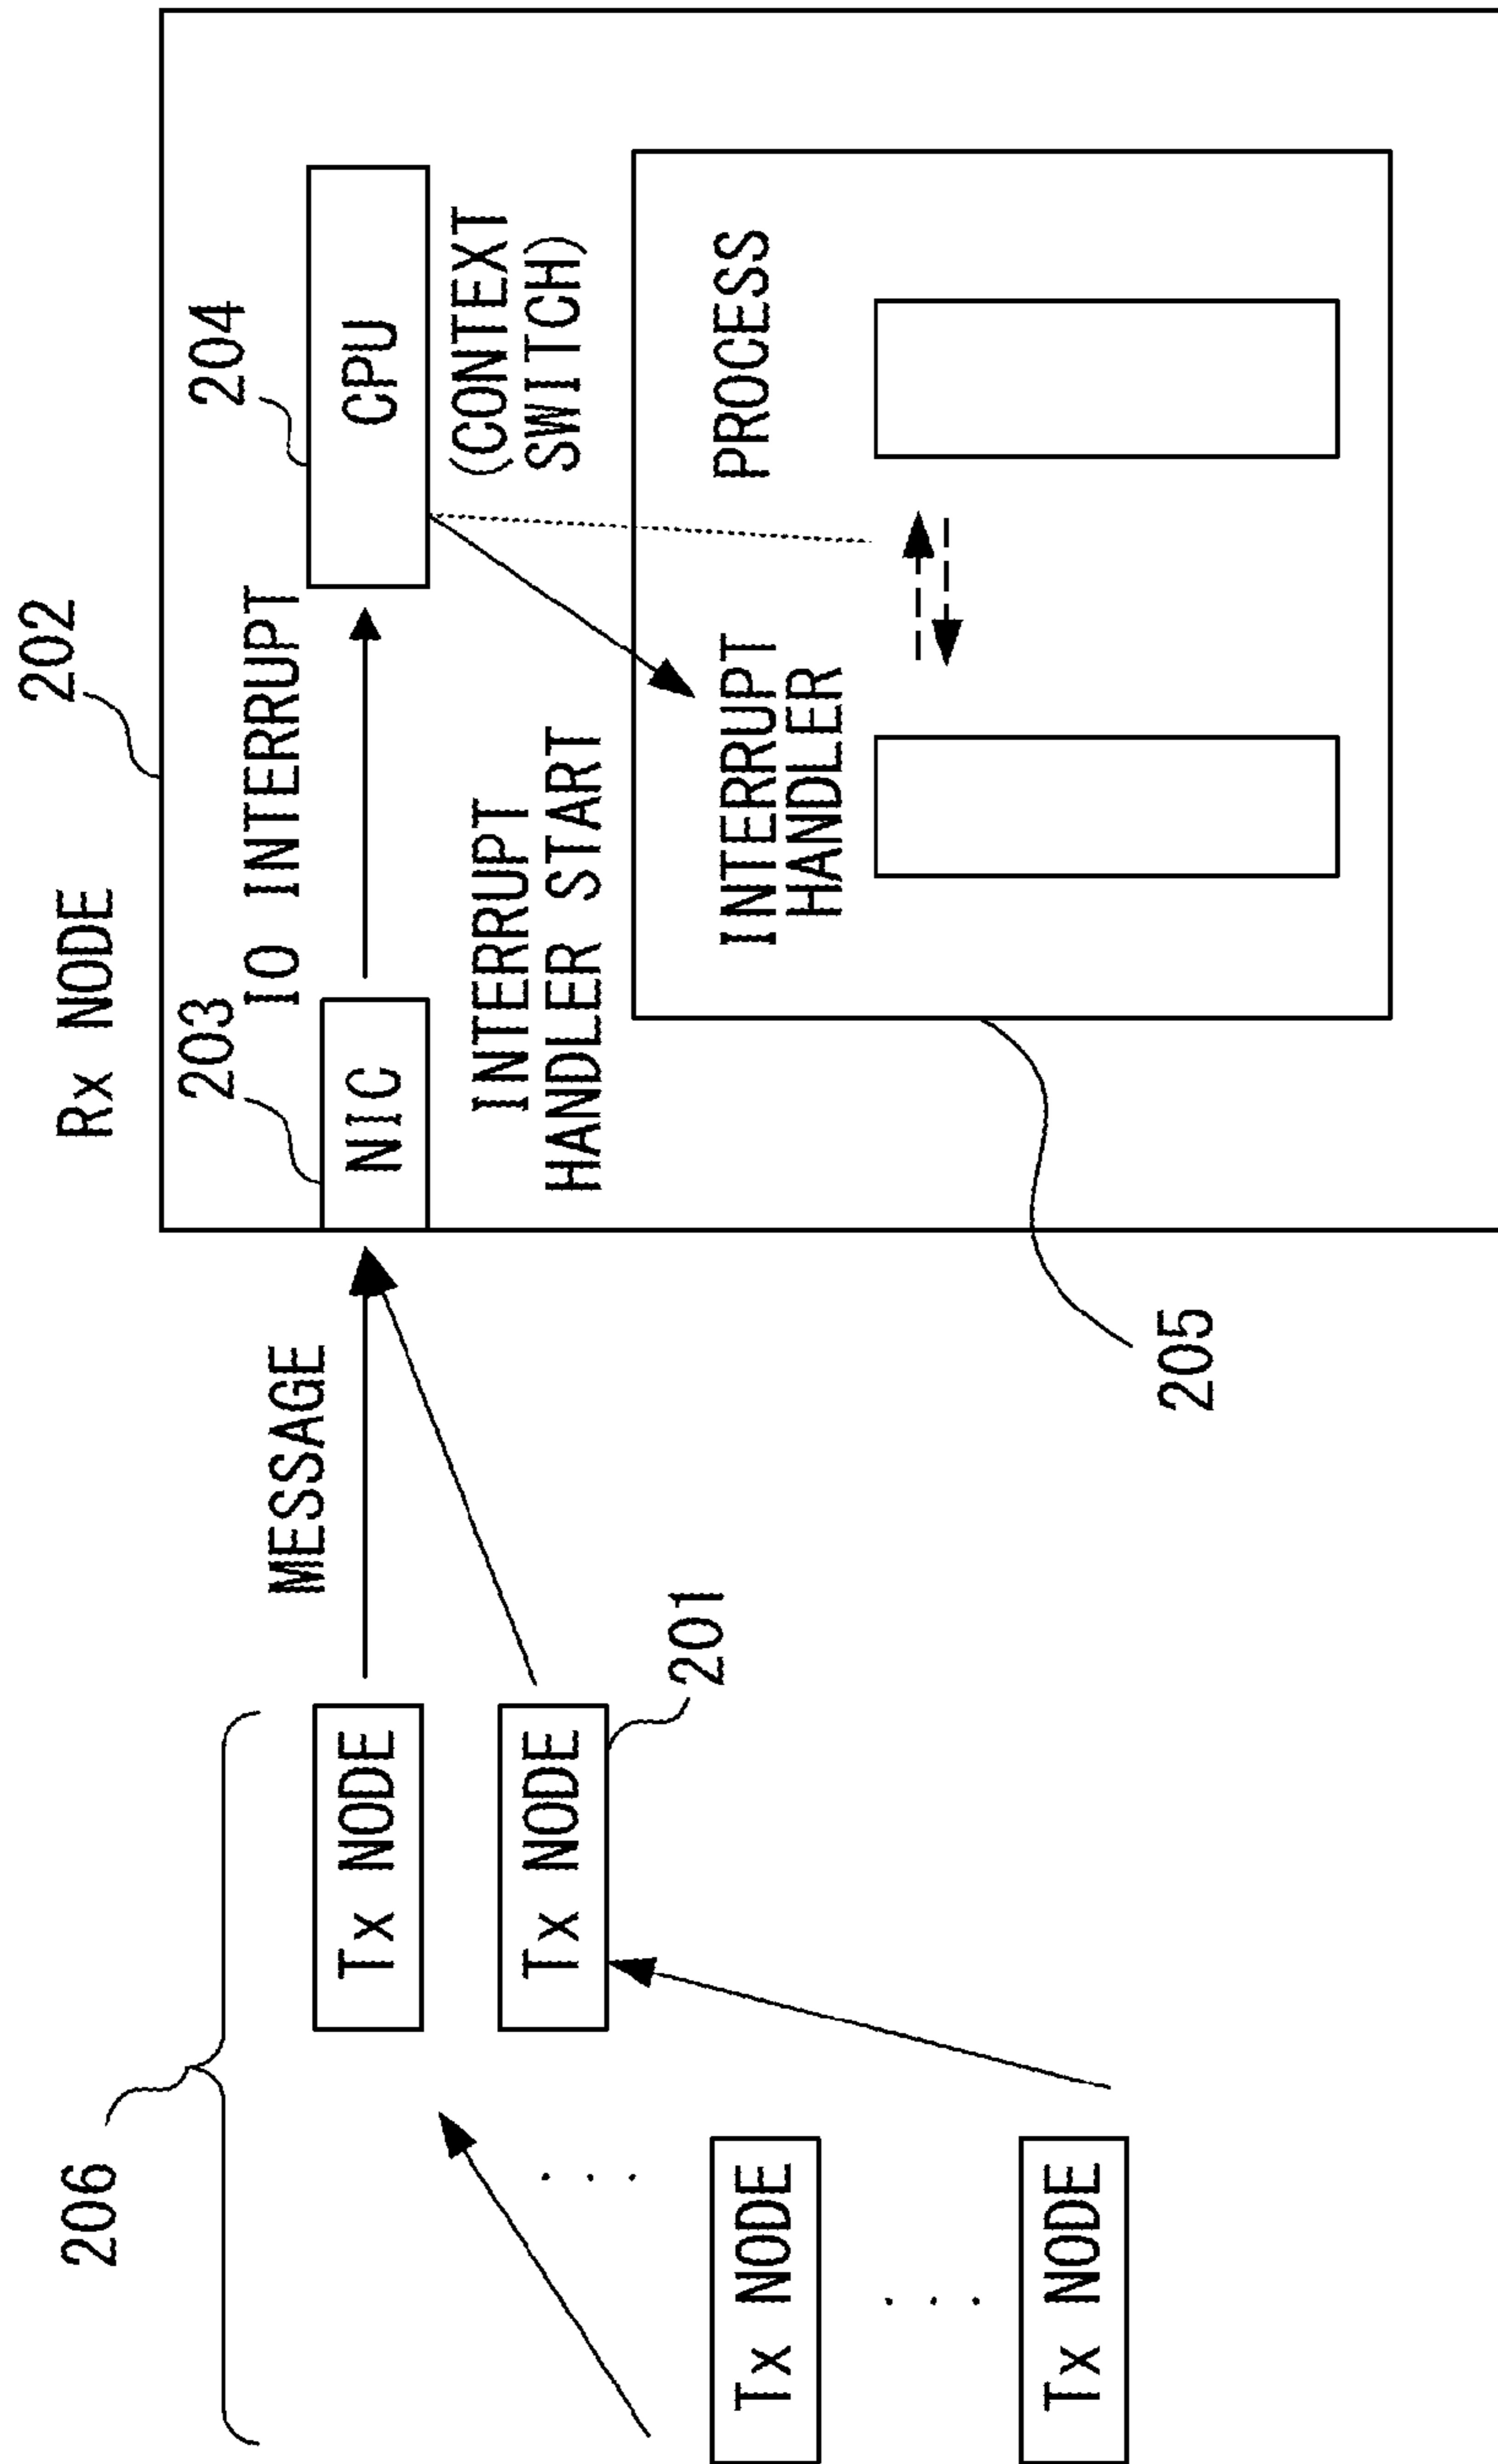 202
Rx NODE
206
203
204
IO INTERRUPT
MESSAGE
Tx NODE
NIC
CPU
(CONTEXT
SWITCH)
INTERRUPT
HANDLER START
Tx NODE
201
INTERRUPT
HANDLER
PROCESS
Tx NODE
. . .
. . .
Tx NODE
205